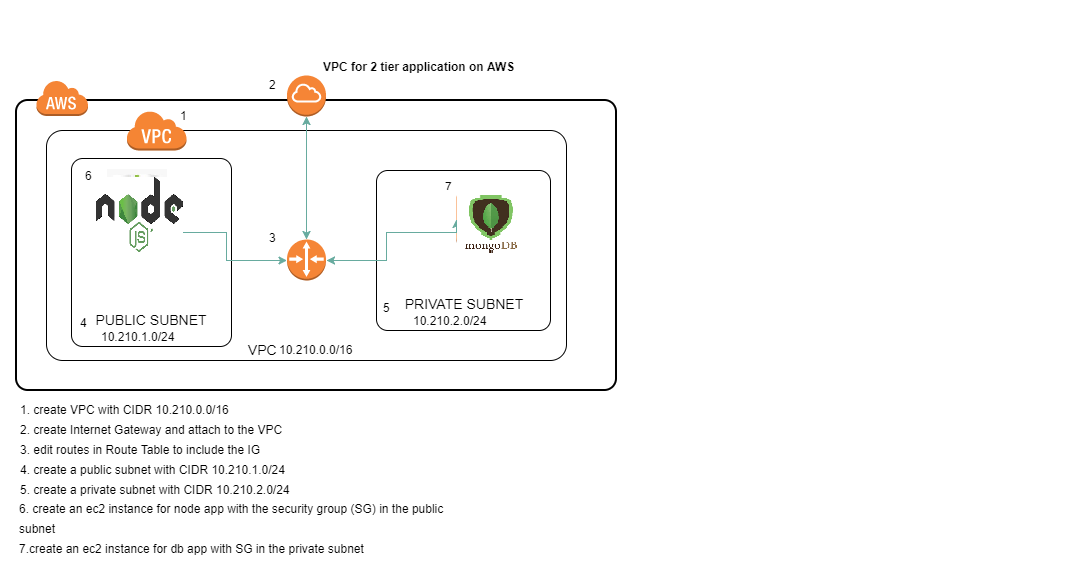 VPC for 2 tier application on AWS
2
AWS
1
VPC
6
node
JS
7
mongoDB
3
5 PRIVATE SUBNET
10.210.2.0/24
4 PUBLIC SUBNET
10.210.1.0/24
VPC 10.210.0.0/16
1. create VPC with CIDR 10.210.0.0/16
2. create Internet Gateway and attach to the VPC
3. edit routes in Route Table to include the IG
4. create a public subnet with CIDR 10.210.1.0/24
5. create a private subnet with CIDR 10.210.2.0/24
6. create an ec2 instance for node app with the security group (SG) in the public
subnet
7.create an ec2 instance for db app with SG in the private subnet